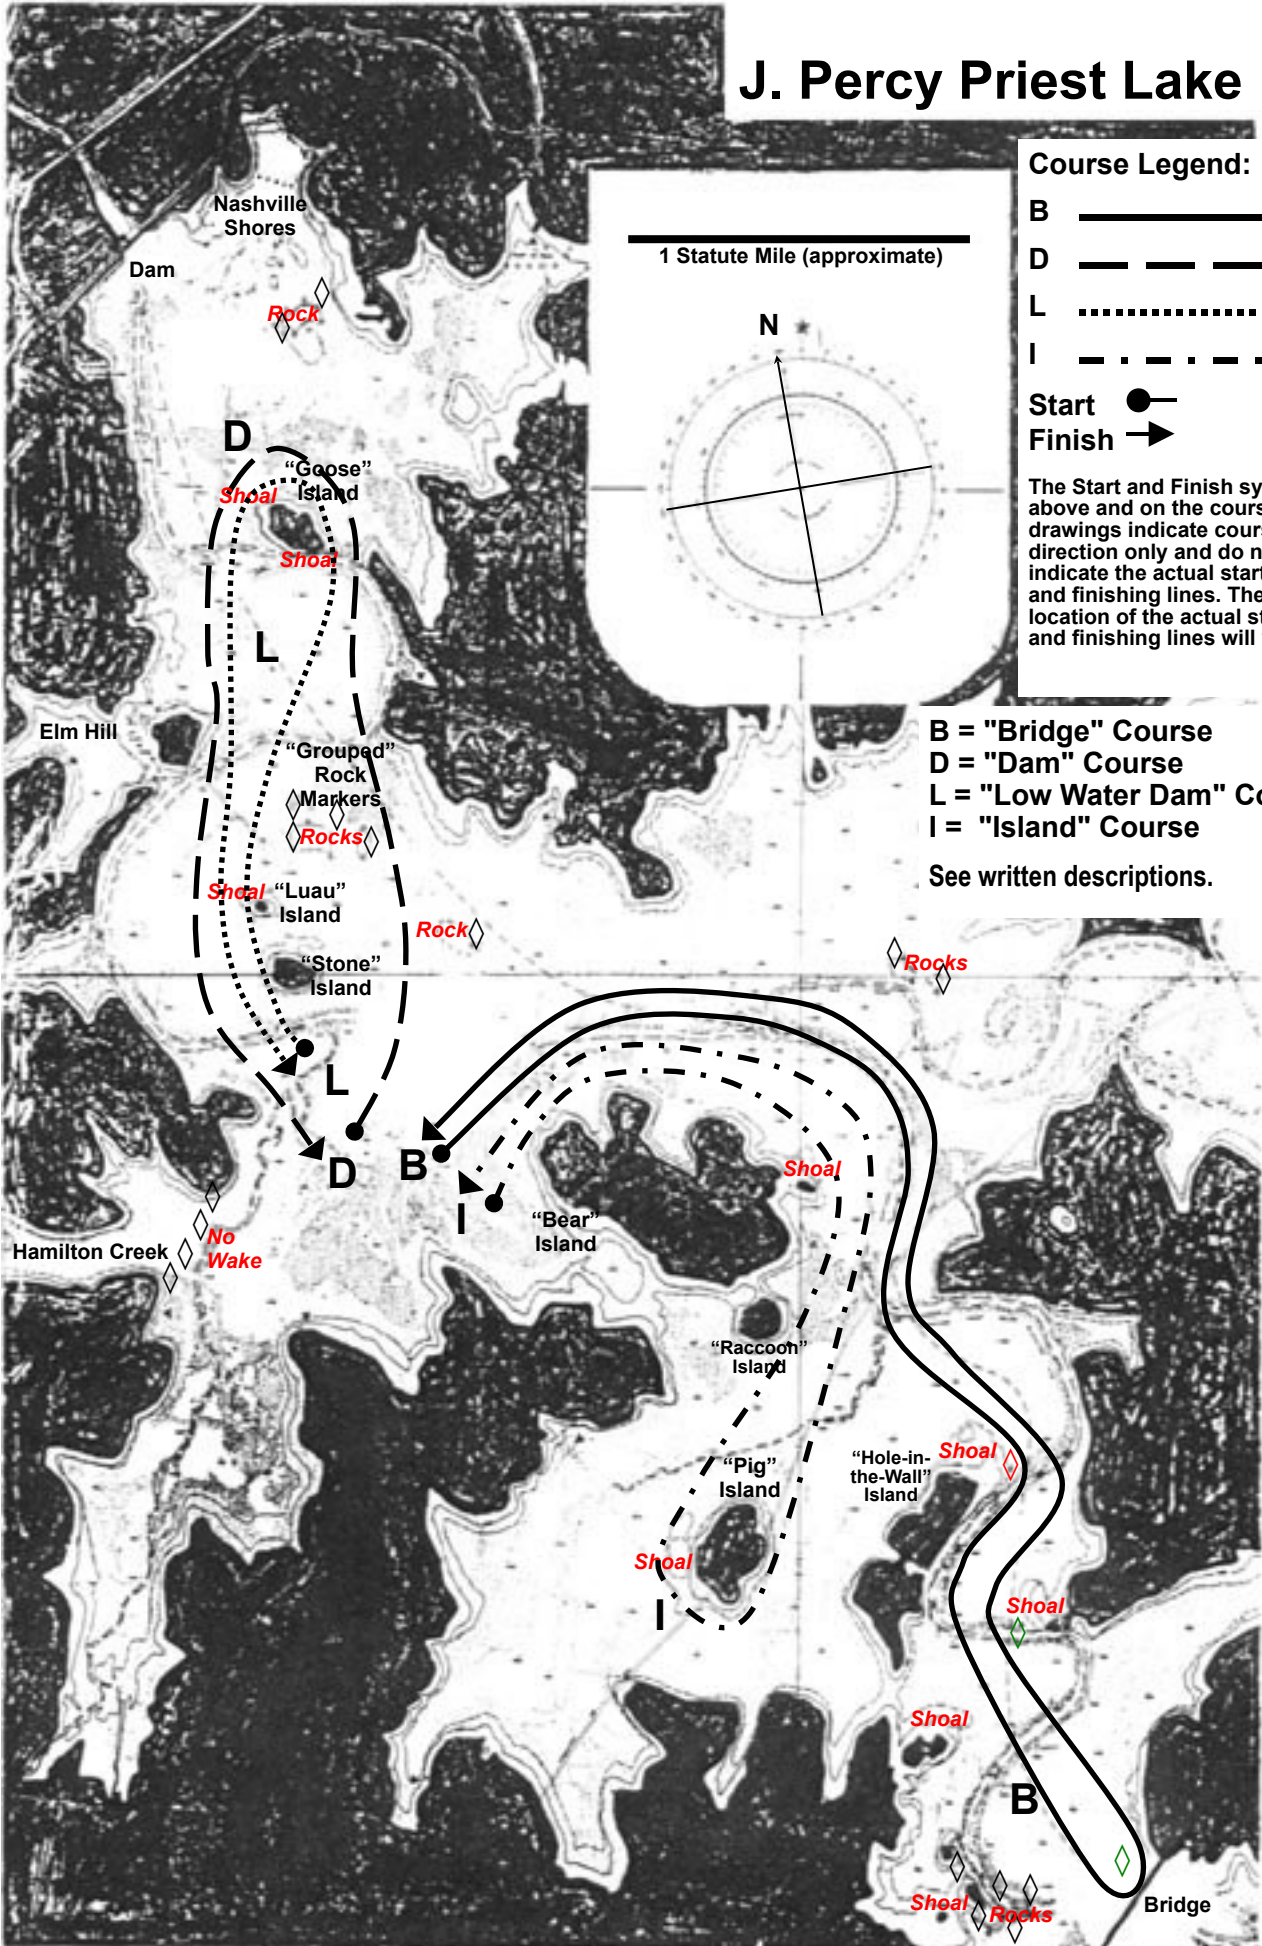 J. Percy Priest Lake
Course Legend:
B
D
L
I
Start
Finish
The Start and Finish sy
above and on the cours
drawings indicate cours
direction only and do n
indicate the actual start
and finishing lines. The
location of the actual st
and finishing lines will
B = "Bridge" Course
D = "Dam" Course
L = "Low Water Dam" Co
I = "Island" Course
See written descriptions.
1 Statute Mile (approximate)
N
Nashville
Shores
Dam
Rock
D
“Goose”
Island
Shoal
Shoal
L
Elm Hill
“Grouped”
Rock
Markers
Rocks
Shoal
“Luau”
Island
Rock
“Stone”
Island
Rocks
L
D
B
I
Shoal
“Bear”
Island
No
Wake
Hamilton Creek
“Raccoon”
Island
“Pig”
Island
“Hole-in-
the-Wall”
Island
Shoal
Shoal
I
Shoal
Shoal
B
Shoal
Rocks
Bridge